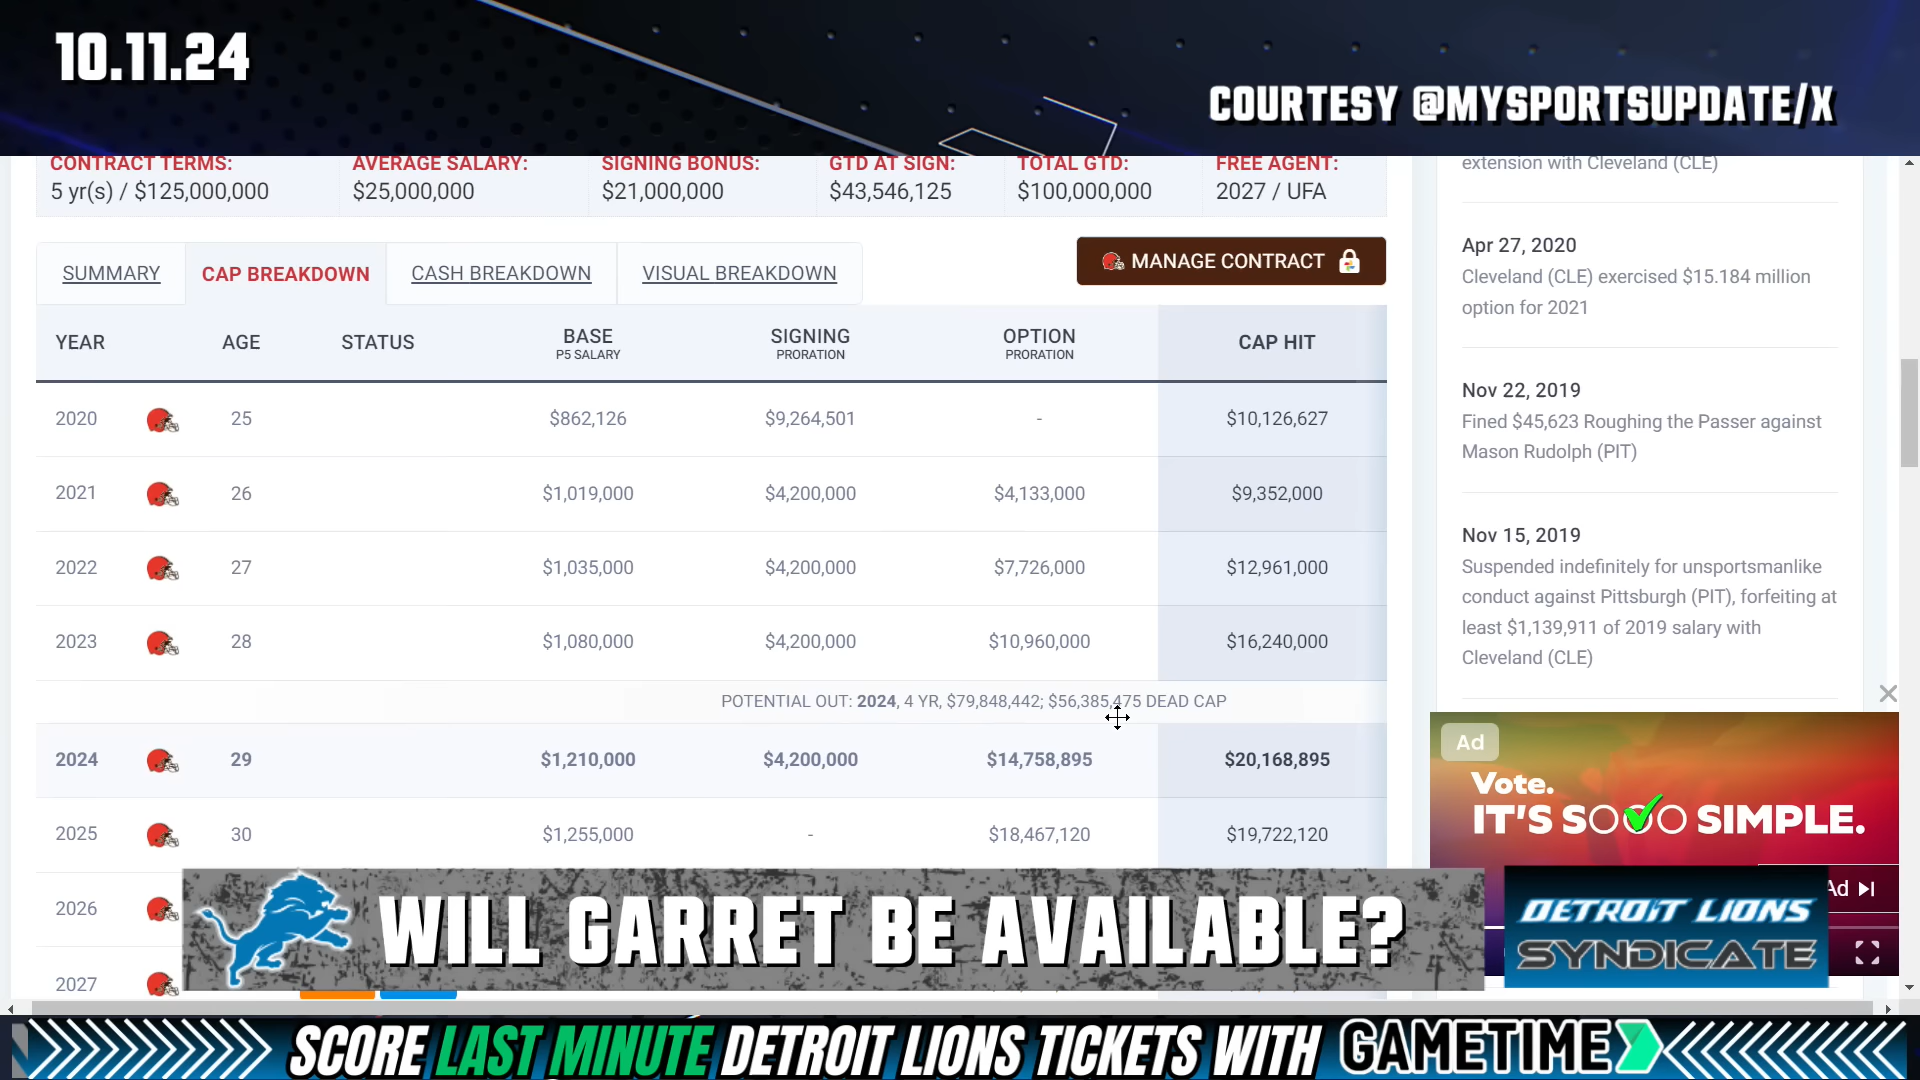 10.11.24
COURTESY @MYSPORTSUPDATE/X
CONTRACT TERMS: AVERAGE SALARY: SIGNING BONUS: GTD AT SIGN: TOTAL GTD: FREE AGENT:
5 yr(s) / $125,000,000 $25,000,000 $21,000,000 $43,546,125 $100,000,000 2027 / UFA
SUMMARY CAP BREAKDOWN CASH BREAKDOWN VISUAL BREAKDOWN
MANAGE CONTRACT
YEAR AGE STATUS BASE SIGNING OPTION CAP HIT
P5 SALARY PRORATION PRORATION
2020 25 $862,126 $9,264,501 - $10,126,627
2021 26 $1,019,000 $4,200,000 $4,133,000 $9,352,000
2022 27 $1,035,000 $4,200,000 $7,726,000 $12,961,000
2023 28 $1,080,000 $4,200,000 $10,960,000 $16,240,000
POTENTIAL OUT: 2024, 4 YR, $79,848,442; $56,385,475 DEAD CAP
2024 29 $1,210,000 $4,200,000 $14,758,895 $20,168,895
2025 30 $1,255,000 - $18,467,120 $19,722,120
2026
2027
extension with Cleveland (CLE)
Apr 27, 2020
Cleveland (CLE) exercised $15.184 million
option for 2021
Nov 22, 2019
Fined $45,623 Roughing the Passer against
Mason Rudolph (PIT)
Nov 15, 2019
Suspended indefinitely for unsportsmanlike
conduct against Pittsburgh (PIT), forfeiting at
least $1,139,911 of 2019 salary with
Cleveland (CLE)
Ad
Vote.
IT'S SOOO SIMPLE.
Ad
WILL GARRET BE AVAILABLE?
DETROIT LIONS
SYNDICATE
SCORE LAST MINUTE DETROIT LIONS TICKETS WITH GAMETIME